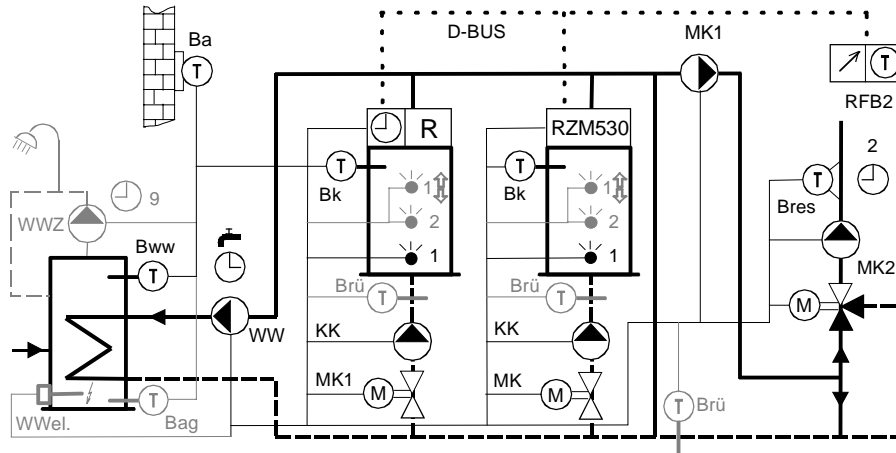 Ba
D-BUS
MK1
T
T
RFB2
R
RZM530
T
Bk
T
Bk
1
2
1
1
2
1
2
T
Bres
9
WWZ
Bww
T
Brü
T
Brü
T
MK2
M
WW
KK
KK
MK1
M
MK
M
T
Brü
WWel.
T
Bag